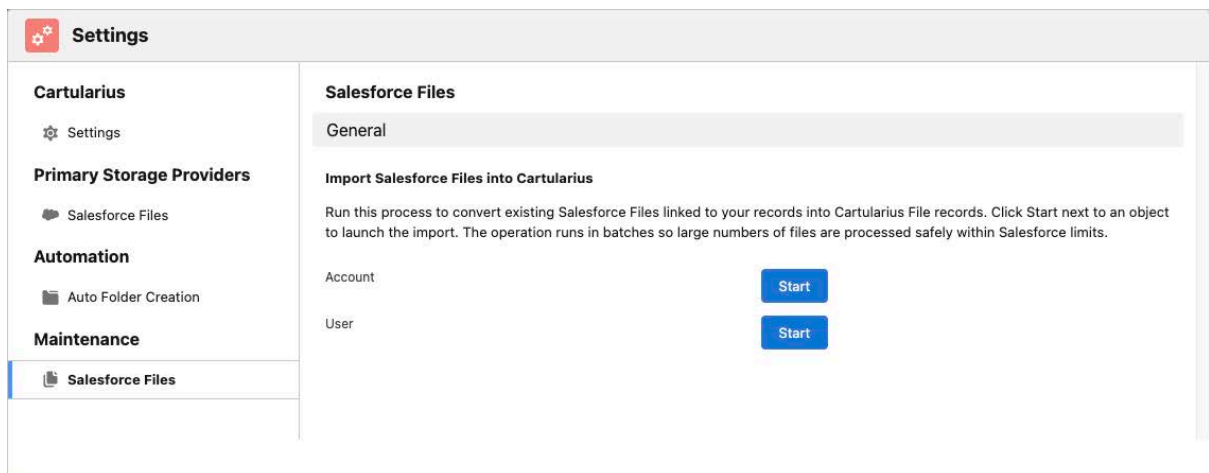 Settings
Cartularius
Settings
Primary Storage Providers
Salesforce Files
Automation
Auto Folder Creation
Maintenance
Salesforce Files
Salesforce Files
General
Import Salesforce Files into Cartularius
Run this process to convert existing Salesforce Files linked to your records into Cartularius File records. Click Start next to an object
to launch the import. The operation runs in batches so large numbers of files are processed safely within Salesforce limits.
Account
Start
User
Start